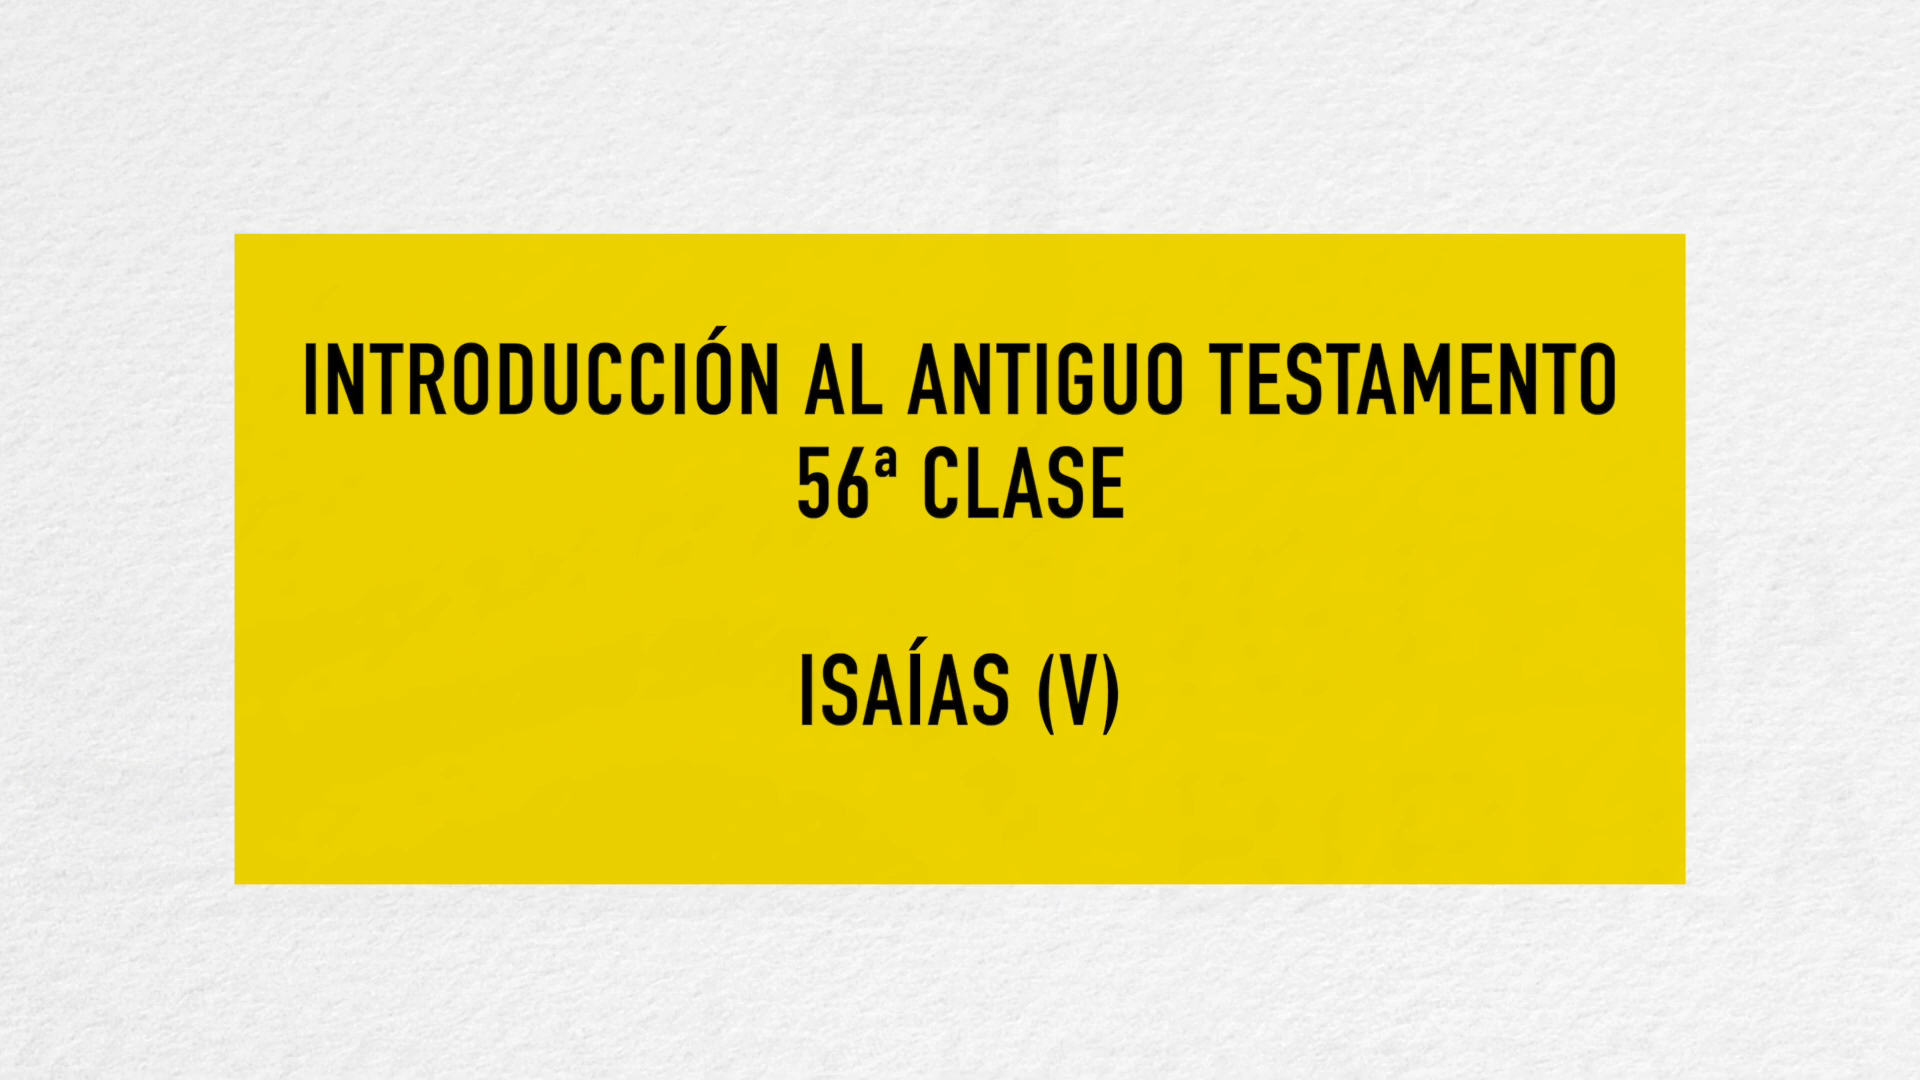 INTRODUCCIÓN AL ANTIGUO TESTAMENTO
56ª CLASE
ISAÍAS (V)